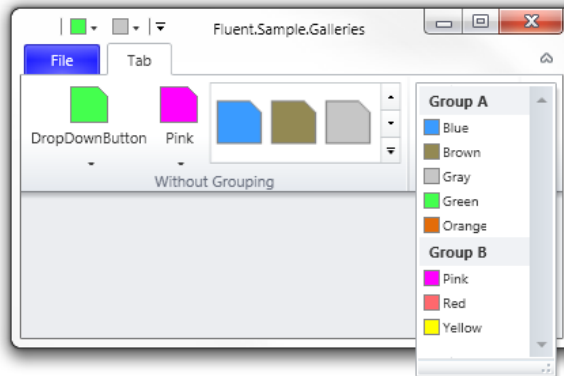 Fluent.Sample.Galleries
File Tab
DropDownButton Pink
Without Grouping
Group A
Blue
Brown
Gray
Green
Orange
Group B
Pink
Red
Yellow